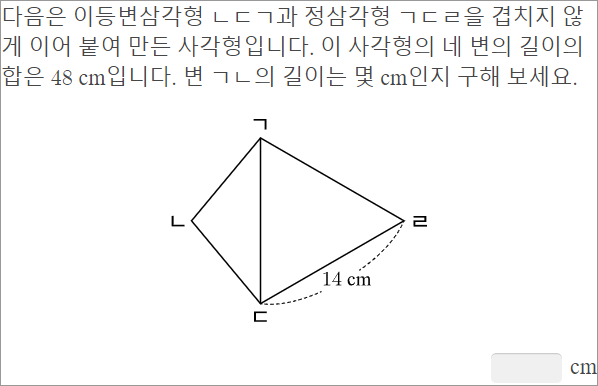 다음은 이등변삼각형 ㄴㄷㄱ과 정삼각형 ㄱㄷㄹ을 겹치지 않
게 이어 붙여 만든 사각형입니다. 이 사각형의 네 변의 길이의
합은 48 cm입니다. 변 ㄱㄴ의 길이는 몇 cm인지 구해 보세요.
ㄱ
ㄴ
ㄹ
14 cm
ㄷ
cm